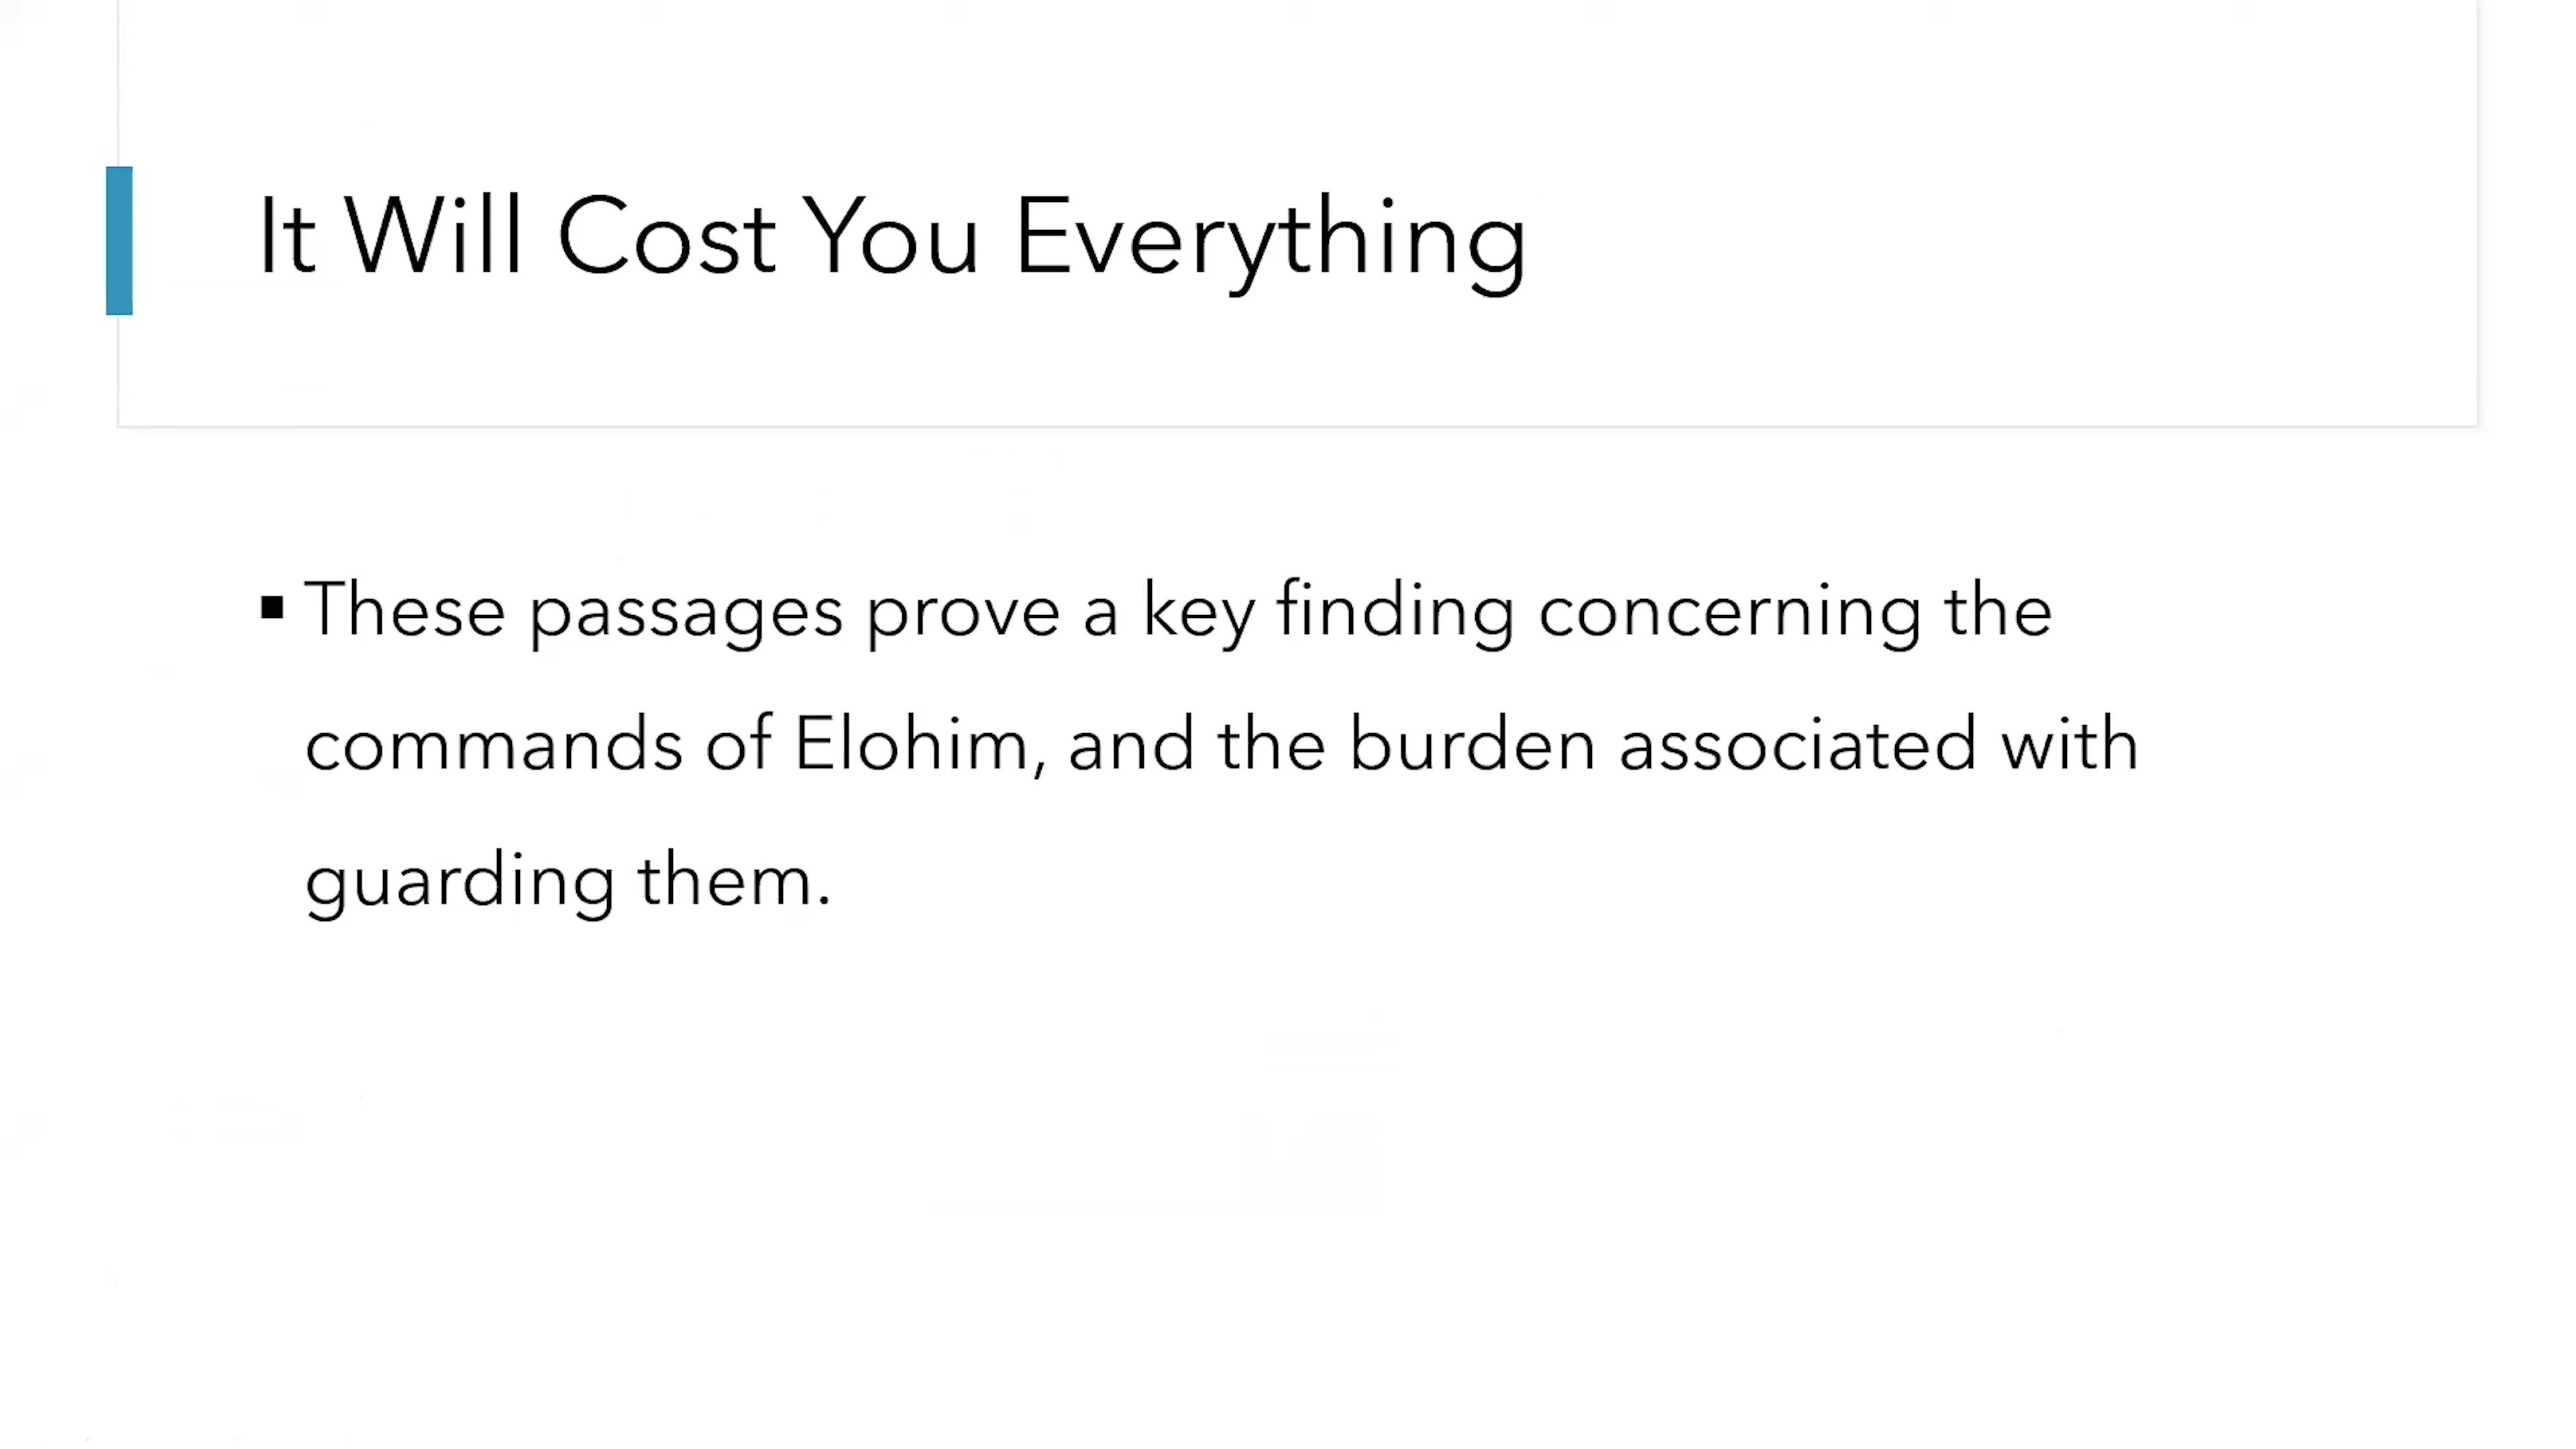 It Will Cost You Everything
▪ These passages prove a key finding concerning the
commands of Elohim, and the burden associated with
guarding them.